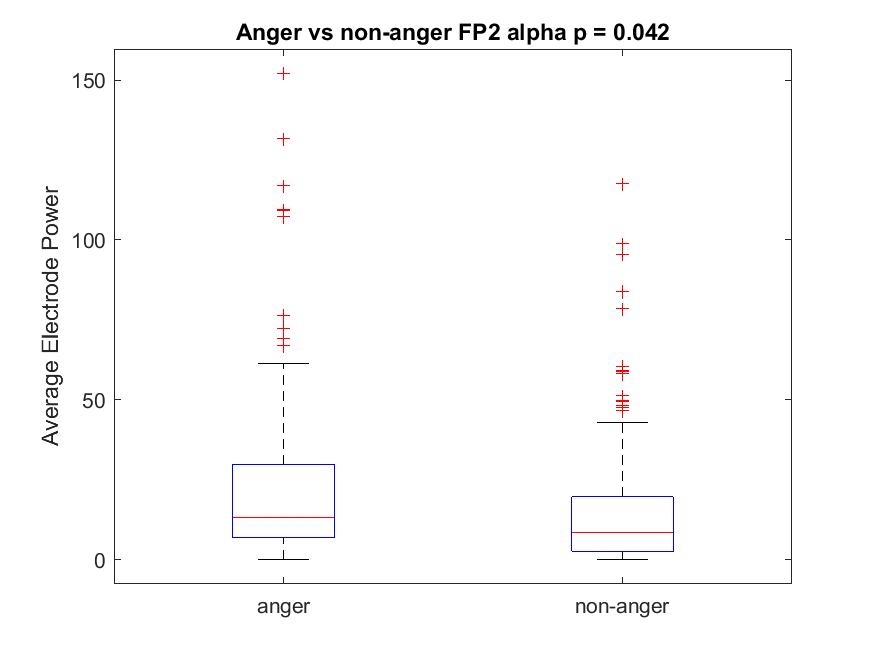 Anger vs non-anger FP2 alpha p = 0.042
150
100
50
0
Average Electrode Power
anger
non-anger